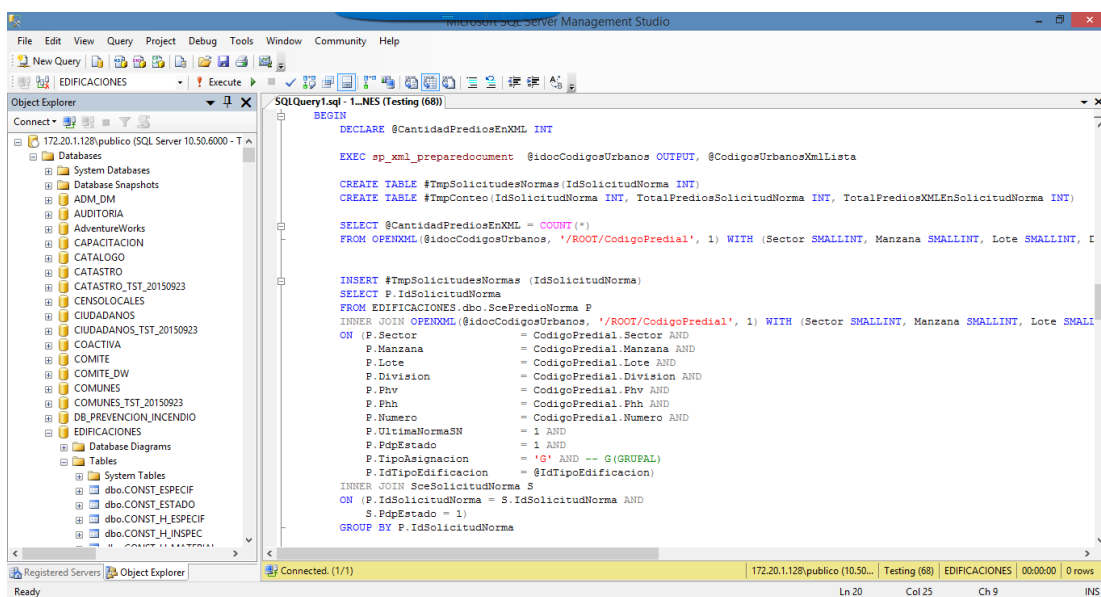 Microsoft SQL Server Management Studio
File Edit View Query Project Debug Tools Window Community Help
New Query
EDIFICACIONES
Execute
Object Explorer
SQLQuery1.sql - 1...NES (Testing (68))
Connect
172.20.1.128\publico (SQL Server 10.50.6000 - T
Databases
System Databases
Database Snapshots
ADM_DM
AUDITORIA
AdventureWorks
CAPACITACION
CATALOGO
CATASTRO
CATASTRO_TST_20150923
CENSOLOCALES
CIUDADANOS
CIUDADANOS_TST_20150923
COACTIVA
COMITE
COMITE_DW
COMUNES
COMUNES_TST_20150923
DB_PREVENCION_INCENDIO
EDIFICACIONES
Database Diagrams
Tables
System Tables
dbo.CONST_ESPECIF
dbo.CONST_ESTADO
dbo.CONST_H_ESPECIF
dbo.CONST_H_INSPEC
dbo.CONST_H_MATERIAL
Registered Servers Object Explorer
BEGIN
DECLARE @CantidadPrediosEnXML INT
EXEC sp_xml_preparedocument @idocCodigosUrbanos OUTPUT, @CodigosUrbanosXmlLista
CREATE TABLE #TmpSolicitudesNormas(IdSolicitudNorma INT)
CREATE TABLE #TmpConteo(IdSolicitudNorma INT, TotalPrediosSolicitudNorma INT, TotalPrediosXMLEnSolicitudNorma INT)
SELECT @CantidadPrediosEnXML = COUNT(*)
FROM OPENXML(@idocCodigosUrbanos, '/ROOT/CodigoPredial', 1) WITH (Sector SMALLINT, Manzana SMALLINT, Lote SMALLINT, D
INSERT #TmpSolicitudesNormas (IdSolicitudNorma)
SELECT P.IdSolicitudNorma
FROM EDIFICACIONES.dbo.ScePredioNorma P
INNER JOIN OPENXML(@idocCodigosUrbanos, '/ROOT/CodigoPredial', 1) WITH (Sector SMALLINT, Manzana SMALLINT, Lote SMALL
ON (P.Sector = CodigoPredial.Sector AND
P.Manzana = CodigoPredial.Manzana AND
P.Lote = CodigoPredial.Lote AND
P.Division = CodigoPredial.Division AND
P.Phv = CodigoPredial.Phv AND
P.Phh = CodigoPredial.Phh AND
P.Numero = CodigoPredial.Numero AND
P.UltimaNormaSN = 1 AND
P.PdpEstado = 1 AND
P.TipoAsignacion = 'G' AND -- G(GRUPAL)
P.IdTipoEdificacion = @IdTipoEdificacion)
INNER JOIN SceSolicitudNorma S
ON (P.IdSolicitudNorma = S.IdSolicitudNorma AND
S.PdpEstado = 1)
GROUP BY P.IdSolicitudNorma
Connected. (1/1) 172.20.1.128\publico (10.50... Testing (68) EDIFICACIONES 00:00:00 0 rows
Ready Ln 20 Col 25 Ch 9 INS